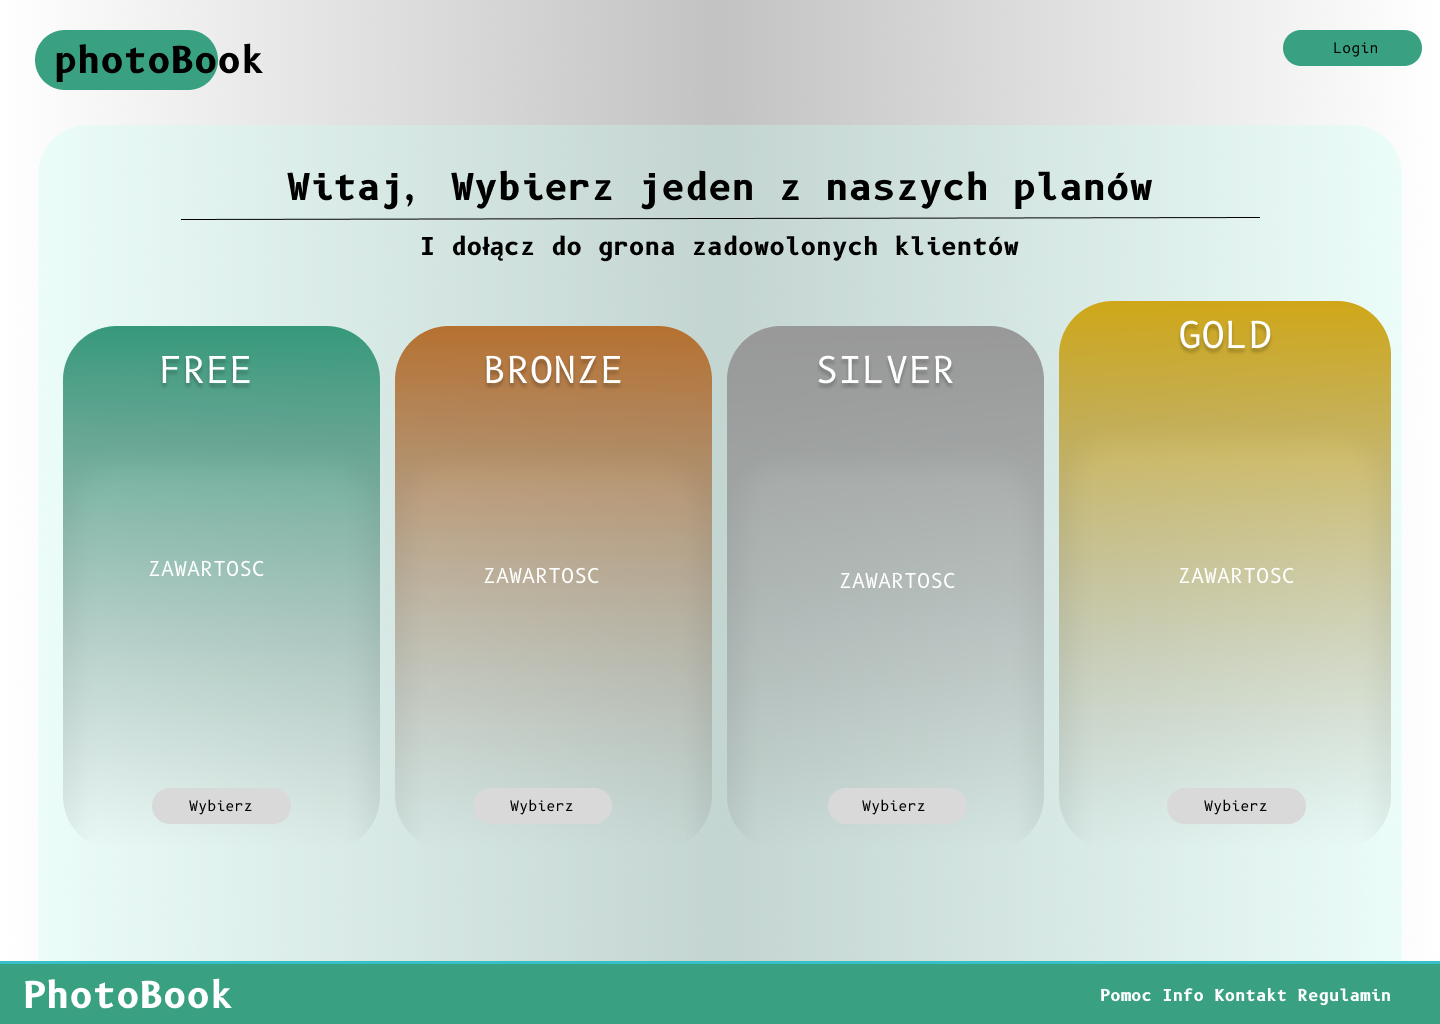 photoBook
Login
Witaj, Wybierz jeden z naszych planów
I dołącz do grona zadowolonych klientów
FREE
BRONZE
SILVER
GOLD
ZAWARTOSC
ZAWARTOSC
ZAWARTOSC
ZAWARTOSC
Wybierz
Wybierz
Wybierz
Wybierz
PhotoBook
Pomoc Info Kontakt Regulamin